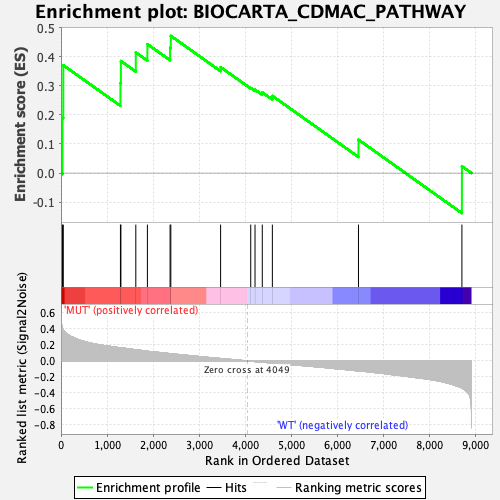 Enrichment plot: BIOCARTA_CDMAC_PATHWAY
Enrichment score (ES)
0.5
0.4
0.3
0.2
0.1
0.0
-0.1
Ranked list metric (Signal2Noise)
0.6
0.4
0.2
0.0
-0.2
-0.4
-0.6
-0.8
'MUT' (positively correlated)
Zero cross at 4049
'WT' (negatively correlated)
0 1,000 2,000 3,000 4,000 5,000 6,000 7,000 8,000 9,000
Rank in Ordered Dataset
Enrichment profile Hits Ranking metric scores